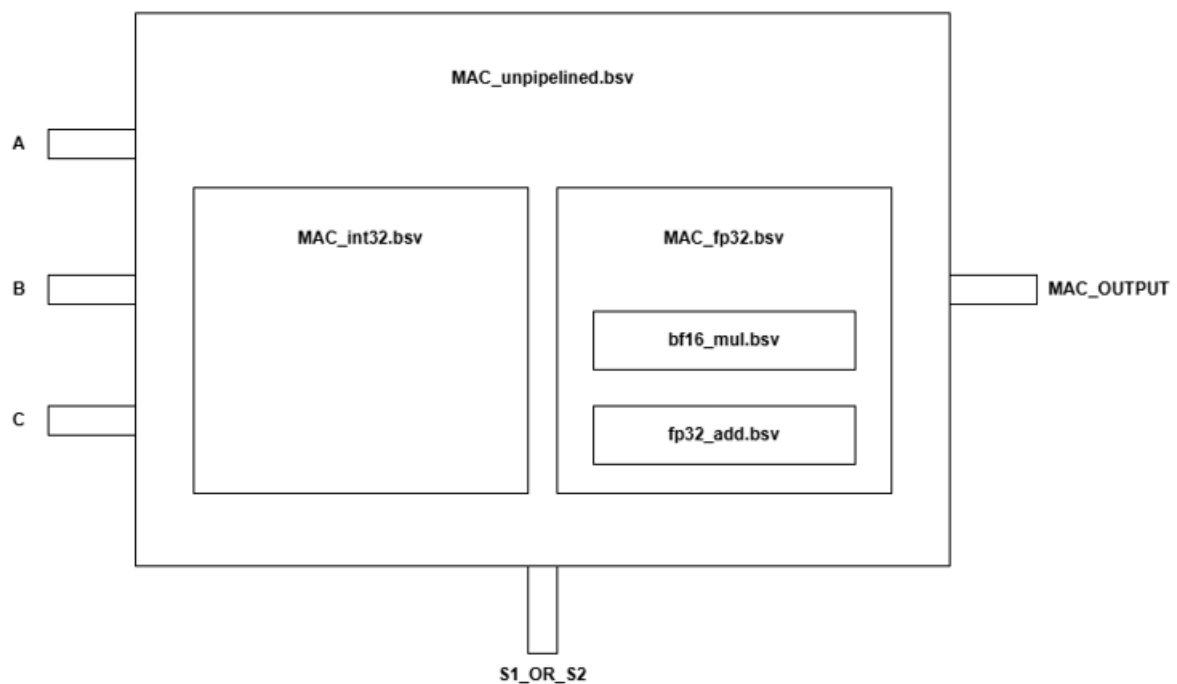 MAC_unpipelined.bsv
A
MAC_int32.bsv
MAC_fp32.bsv
B
MAC_OUTPUT
bf16_mul.bsv
C
fp32_add.bsv
S1_OR_S2